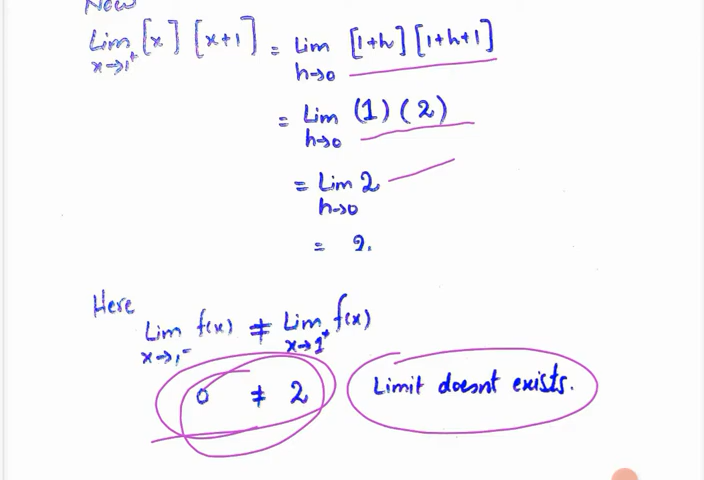 Now
Lim x→1⁺ [x] [x+1] = Lim h→0 [1+h] [1+h+1]
= Lim h→0 (1) (2)
= Lim h→0 2
= 2.
Here
Lim x→1⁻ f(x) ≠ Lim x→1⁺ f(x)
0 ≠ 2 Limit doesnt exists.